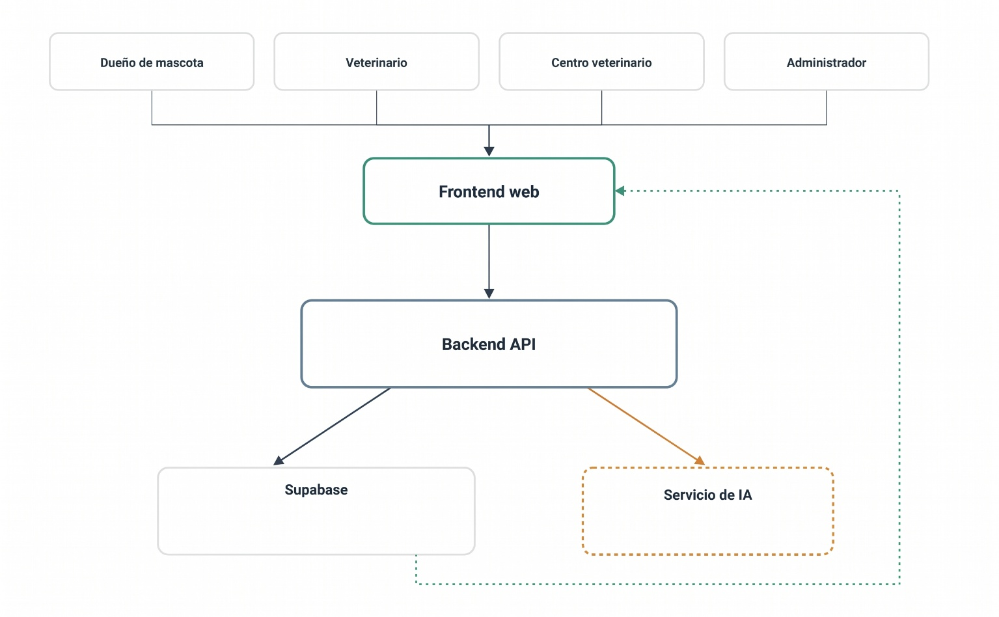 Dueño de mascota
Veterinario
Centro veterinario
Administrador
Frontend web
Backend API
Supabase
Servicio de IA